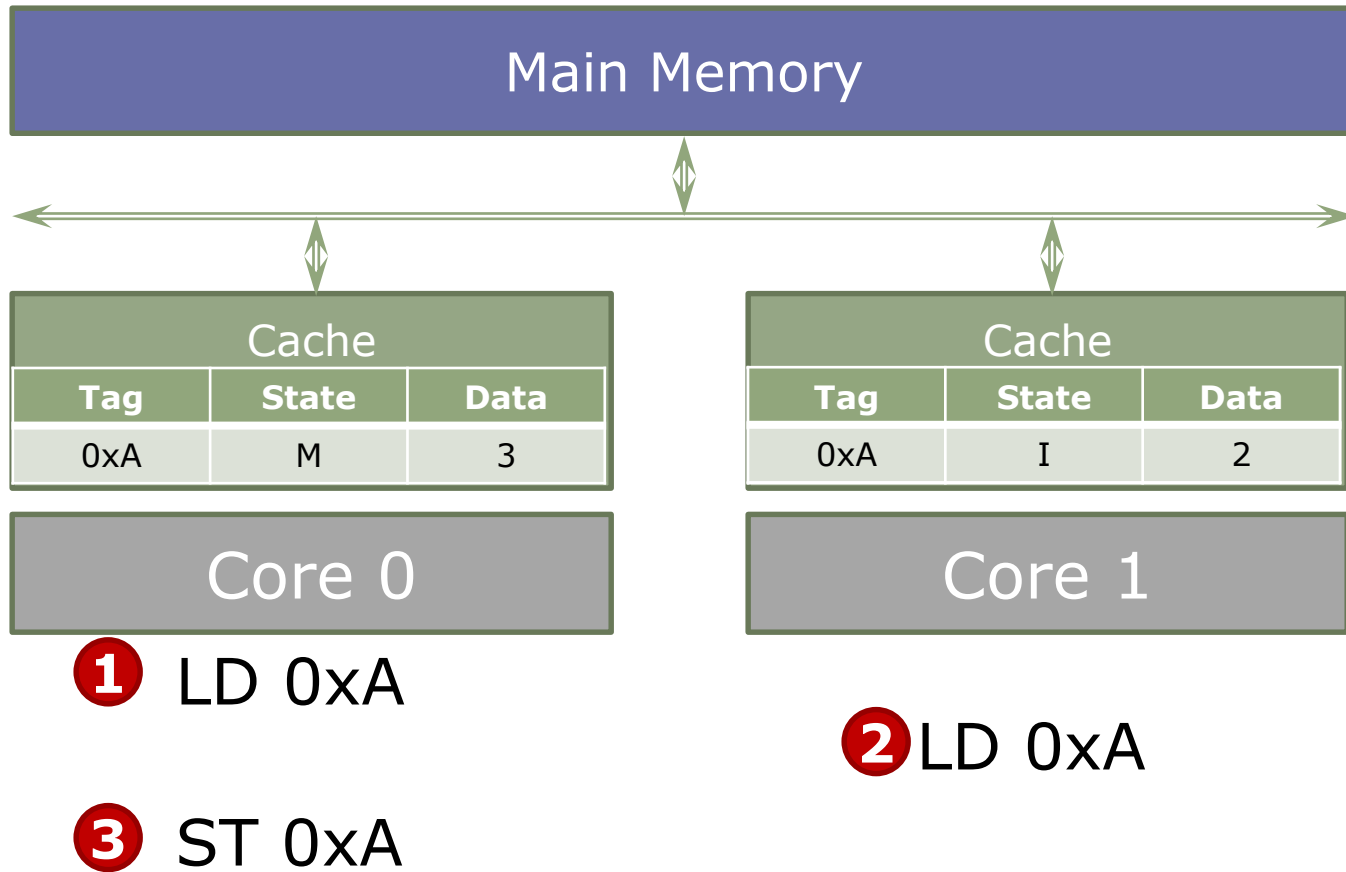 Main Memory
Cache
Tag State Data
0xA M 3
Core 0
Cache
Tag State Data
0xA I 2
Core 1
1 LD 0xA
2 LD 0xA
3 ST 0xA